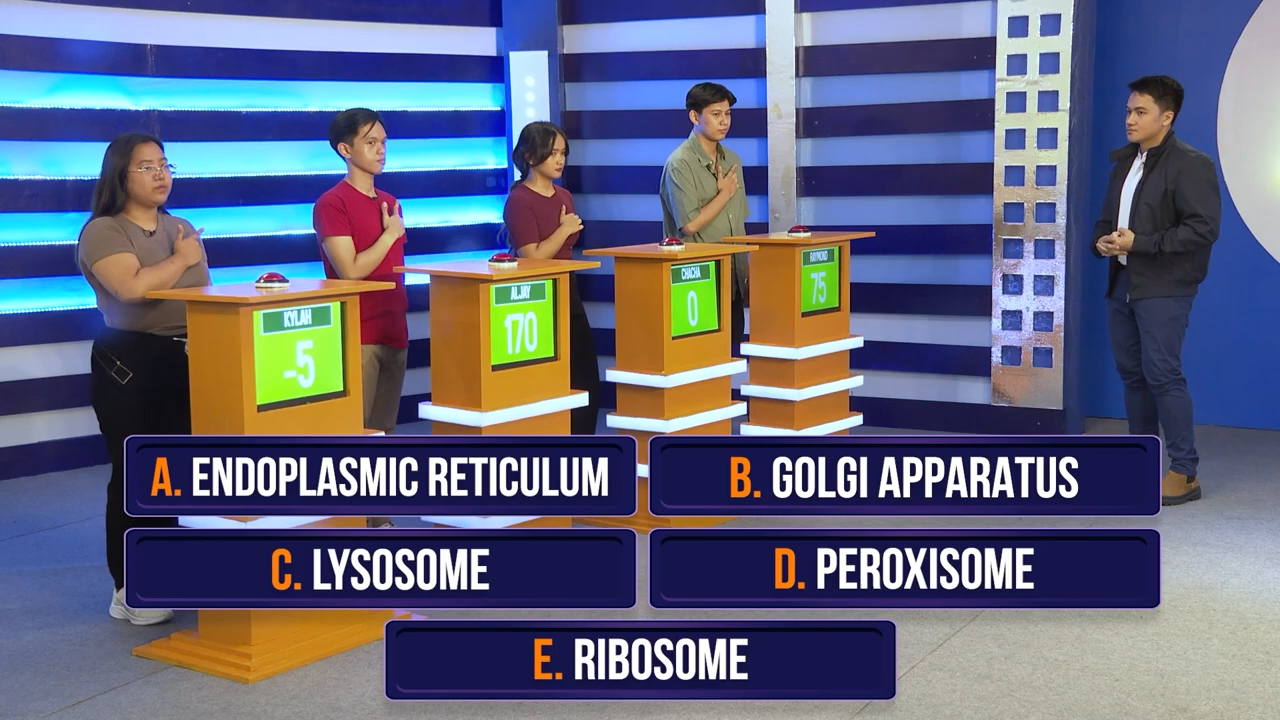 KYLAH
-5
ALJAY
170
CHACHA
0
RAYMOND
75
A. ENDOPLASMIC RETICULUM
B. GOLGI APPARATUS
C. LYSOSOME
D. PEROXISOME
E. RIBOSOME